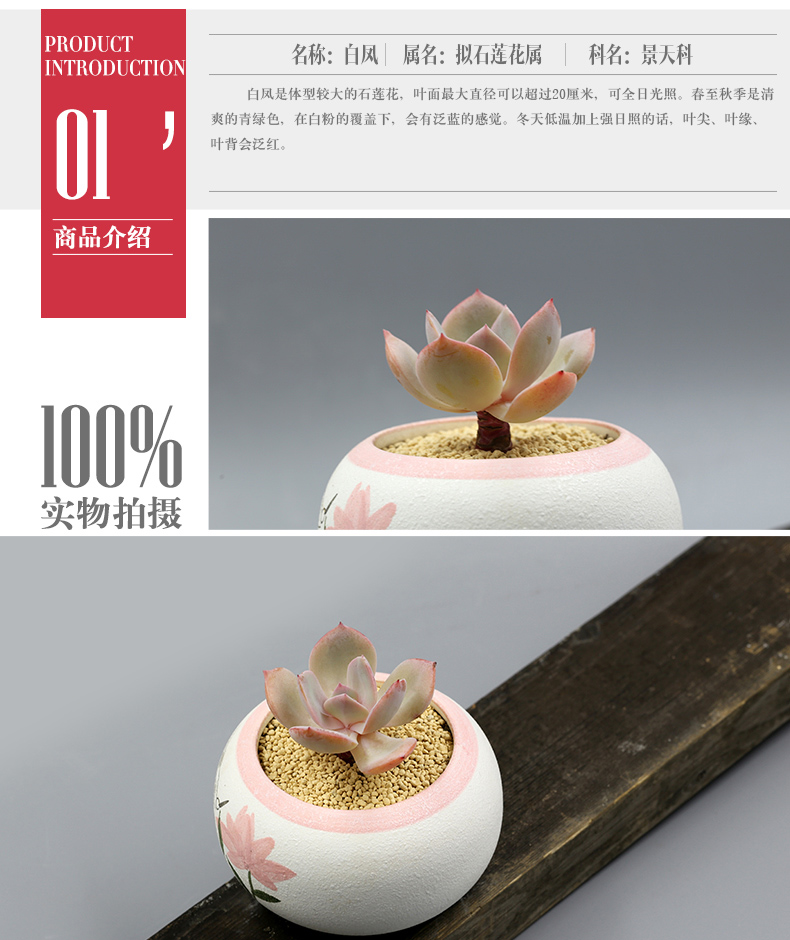 PRODUCT
INTRODUCTION
01 ’
商品介绍
名称：白凤 属名：拟石莲花属 科名：景天科
白凤是体型较大的石莲花，叶面最大直径可以超过20厘米，可全日光照。春至秋季是清
爽的青绿色，在白粉的覆盖下，会有泛蓝的感觉。冬天低温加上强日照的话，叶尖、叶缘、
叶背会泛红。
100%
实物拍摄